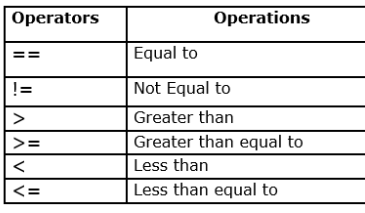 Operators Operations
== Equal to
!= Not Equal to
> Greater than
>= Greater than equal to
< Less than
<= Less than equal to